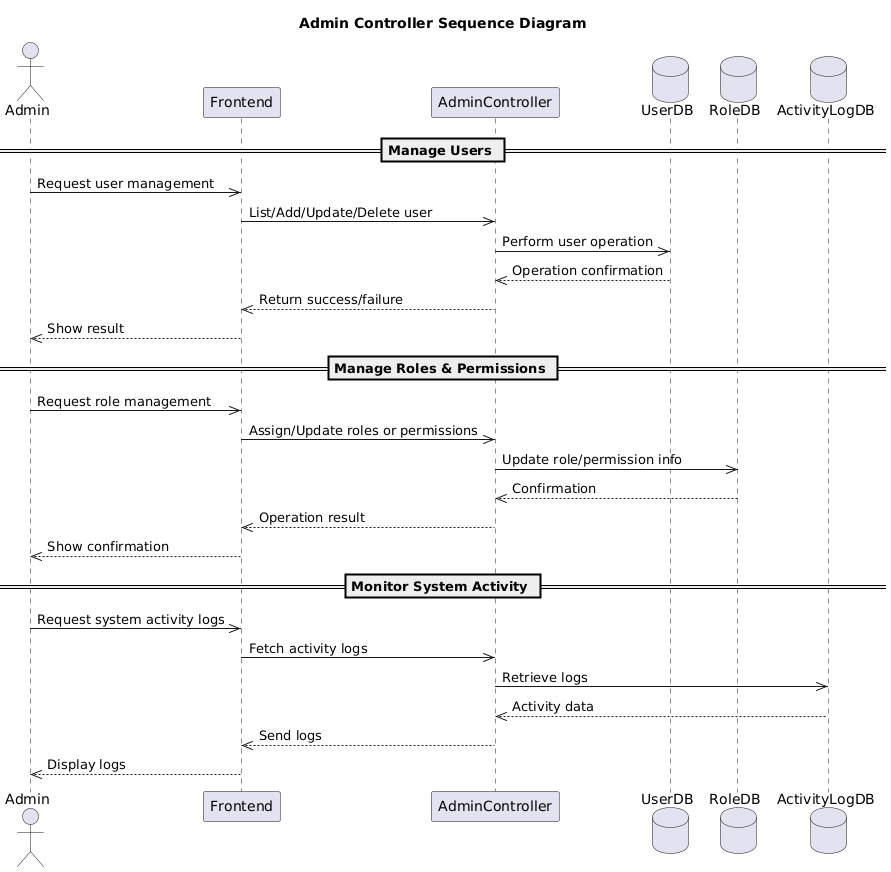 Admin Controller Sequence Diagram
Admin
Frontend
AdminController
UserDB
RoleDB
ActivityLogDB
Manage Users
Request user management
List/Add/Update/Delete user
Perform user operation
Operation confirmation
Return success/failure
Show result
Manage Roles & Permissions
Request role management
Assign/Update roles or permissions
Update role/permission info
Confirmation
Operation result
Show confirmation
Monitor System Activity
Request system activity logs
Fetch activity logs
Retrieve logs
Activity data
Send logs
Display logs
Admin
Frontend
AdminController
UserDB
RoleDB
ActivityLogDB